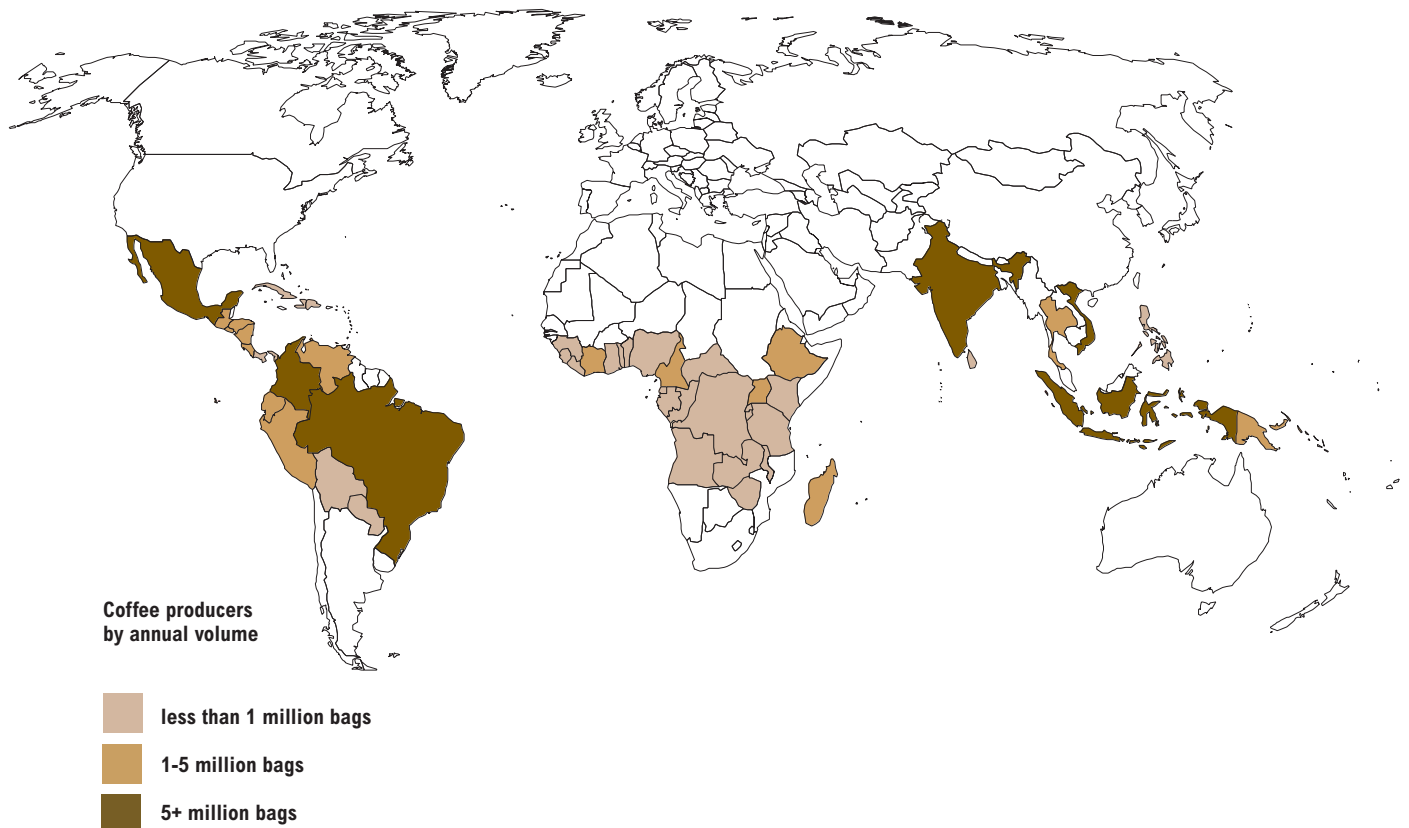 Coffee producers
by annual volume
less than 1 million bags
1-5 million bags
5+ million bags